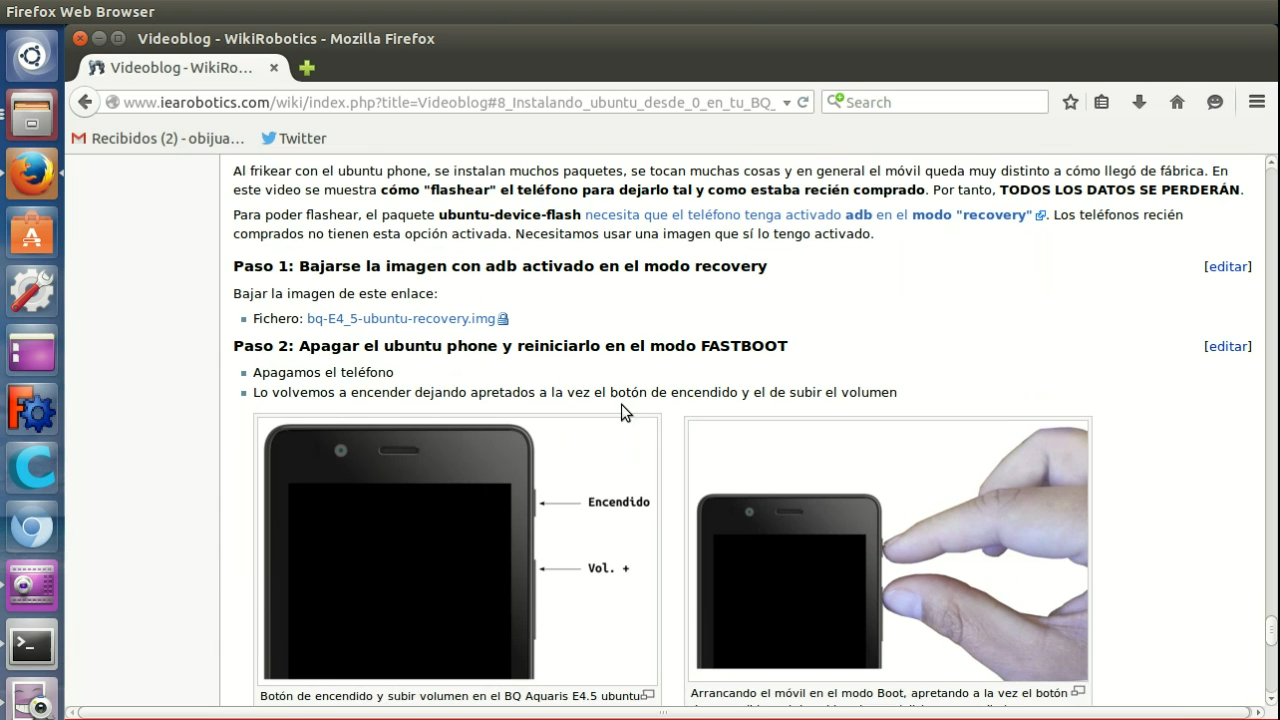 Firefox Web Browser
Videoblog - WikiRobotics - Mozilla Firefox
Videoblog - WikiRo...
www.iearobotics.com/wiki/index.php?title=Videoblog#8_Instalando_ubuntu_desde_0_en_tu_BQ_
Search
Recibidos (2) - obijua...
Twitter
Al frikear con el ubuntu phone, se instalan muchos paquetes, se tocan muchas cosas y en general el móvil queda muy distinto a cómo llegó de fábrica. En
este video se muestra cómo "flashear" el teléfono para dejarlo tal y como estaba recién comprado. Por tanto, TODOS LOS DATOS SE PERDERÁN.
Para poder flashear, el paquete ubuntu-device-flash necesita que el teléfono tenga activado adb en el modo "recovery". Los teléfonos recién
comprados no tienen esta opción activada. Necesitamos usar una imagen que sí lo tengo activado.
Paso 1: Bajarse la imagen con adb activado en el modo recovery
[editar]
Bajar la imagen de este enlace:
Fichero: bq-E4_5-ubuntu-recovery.img
Paso 2: Apagar el ubuntu phone y reiniciarlo en el modo FASTBOOT
[editar]
Apagamos el teléfono
Lo volvemos a encender dejando apretados a la vez el botón de encendido y el de subir el volumen
Encendido
Vol. +
Botón de encendido y subir volumen en el BQ Aquaris E4.5 ubuntu
Arrancando el móvil en el modo Boot, apretando a la vez el botón